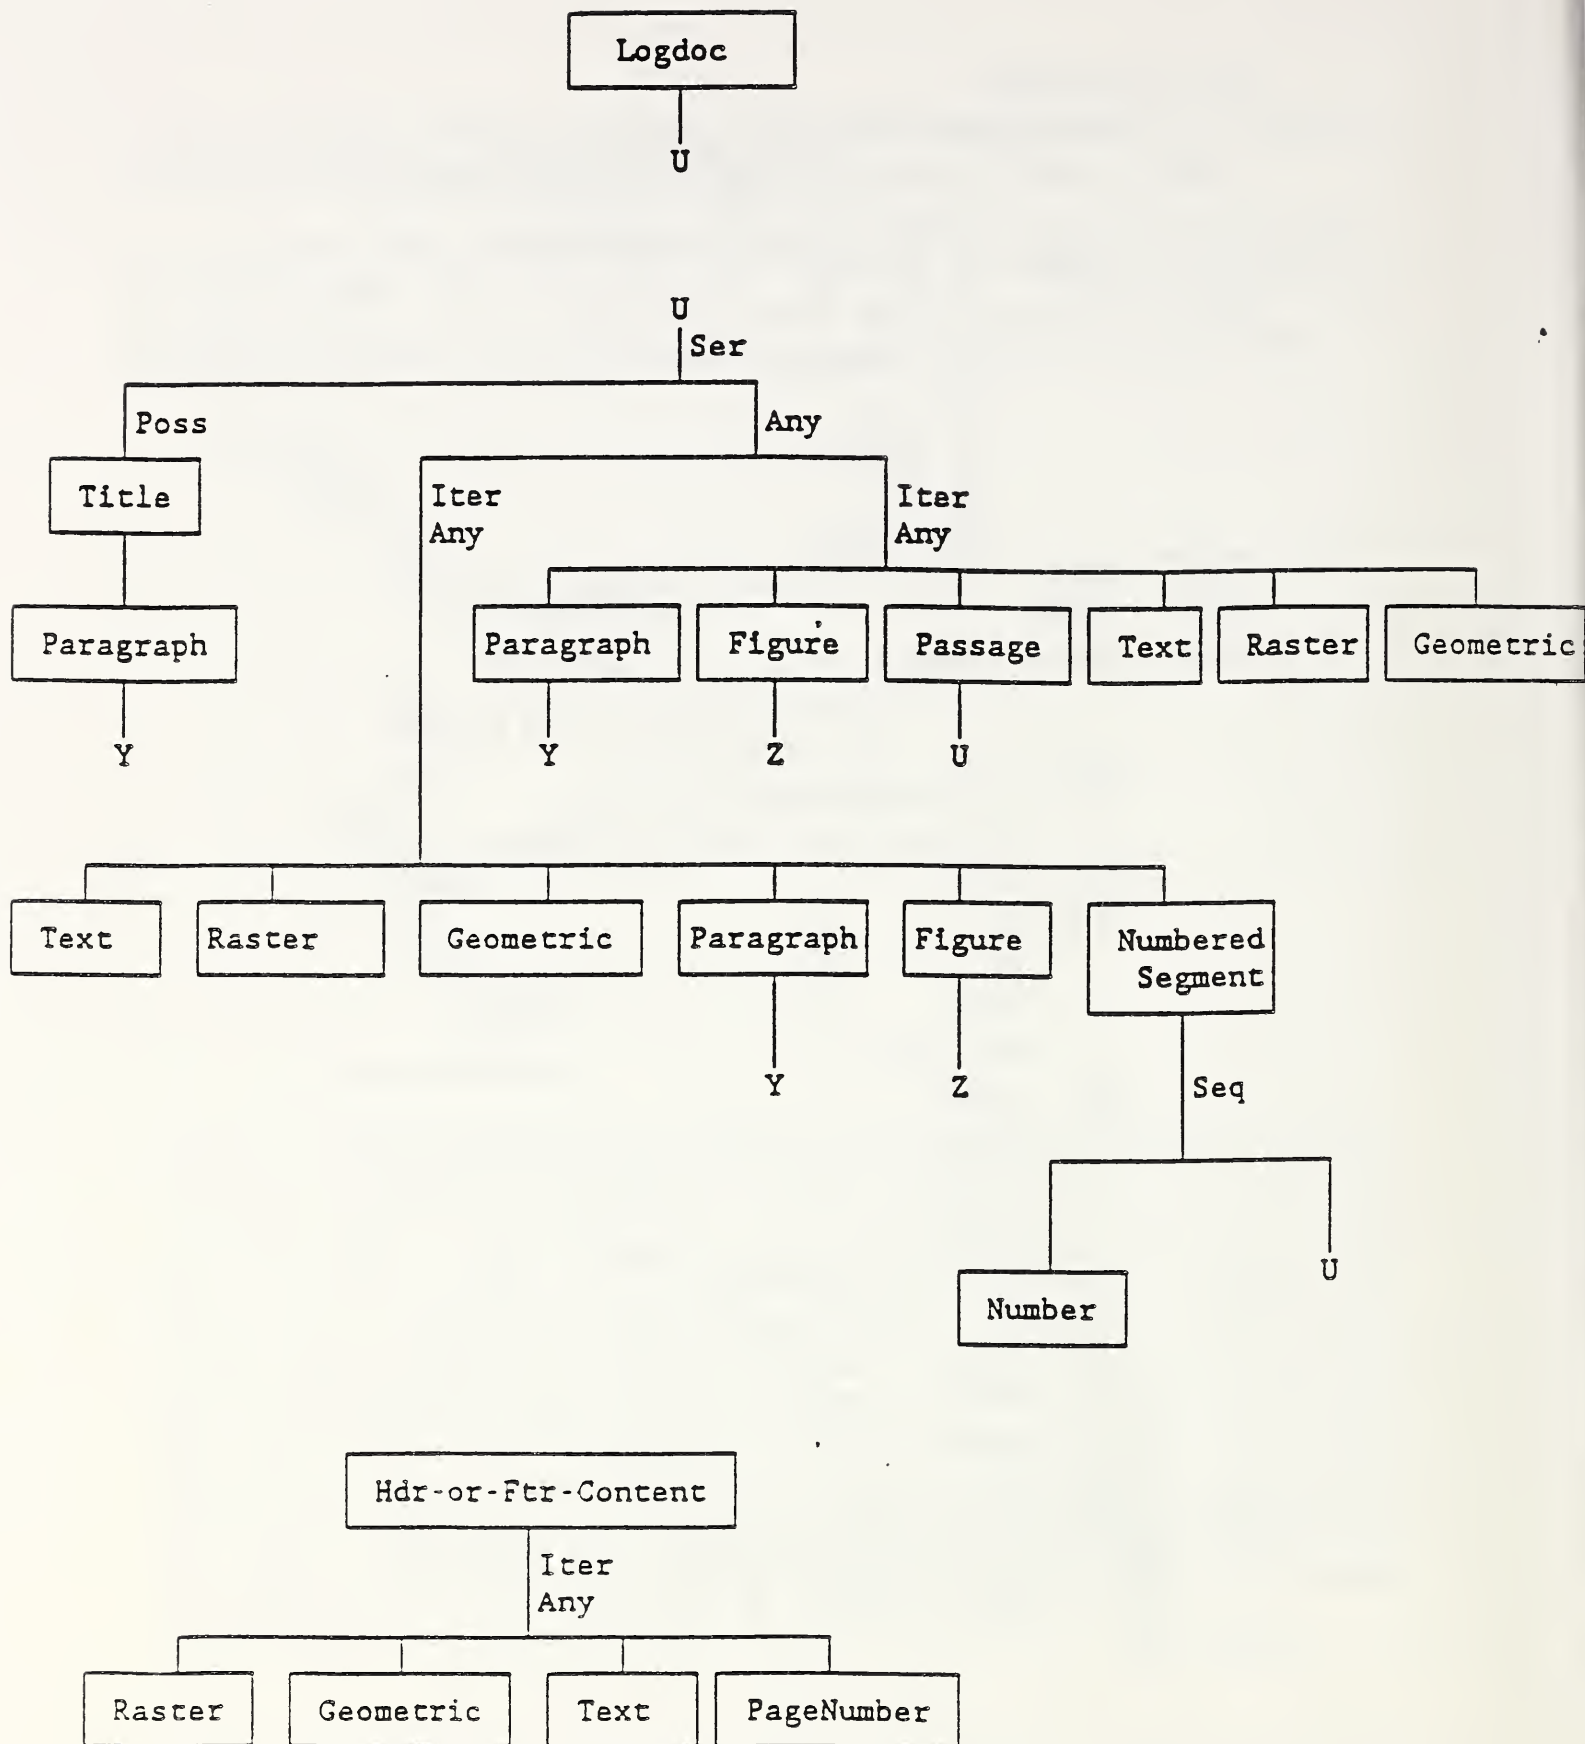 Logdoc
U
U
Ser
Poss
Any
Title
Iter
Any
Iter
Any
Paragraph
Paragraph
Figure
Passage
Text
Raster
Geometric
Y
Y
Z
U
Text
Raster
Geometric
Paragraph
Figure
Numbered
Segment
Y
Z
Seq
U
Number
Hdr-or-Ftr-Content
Iter
Any
Raster
Geometric
Text
PageNumber